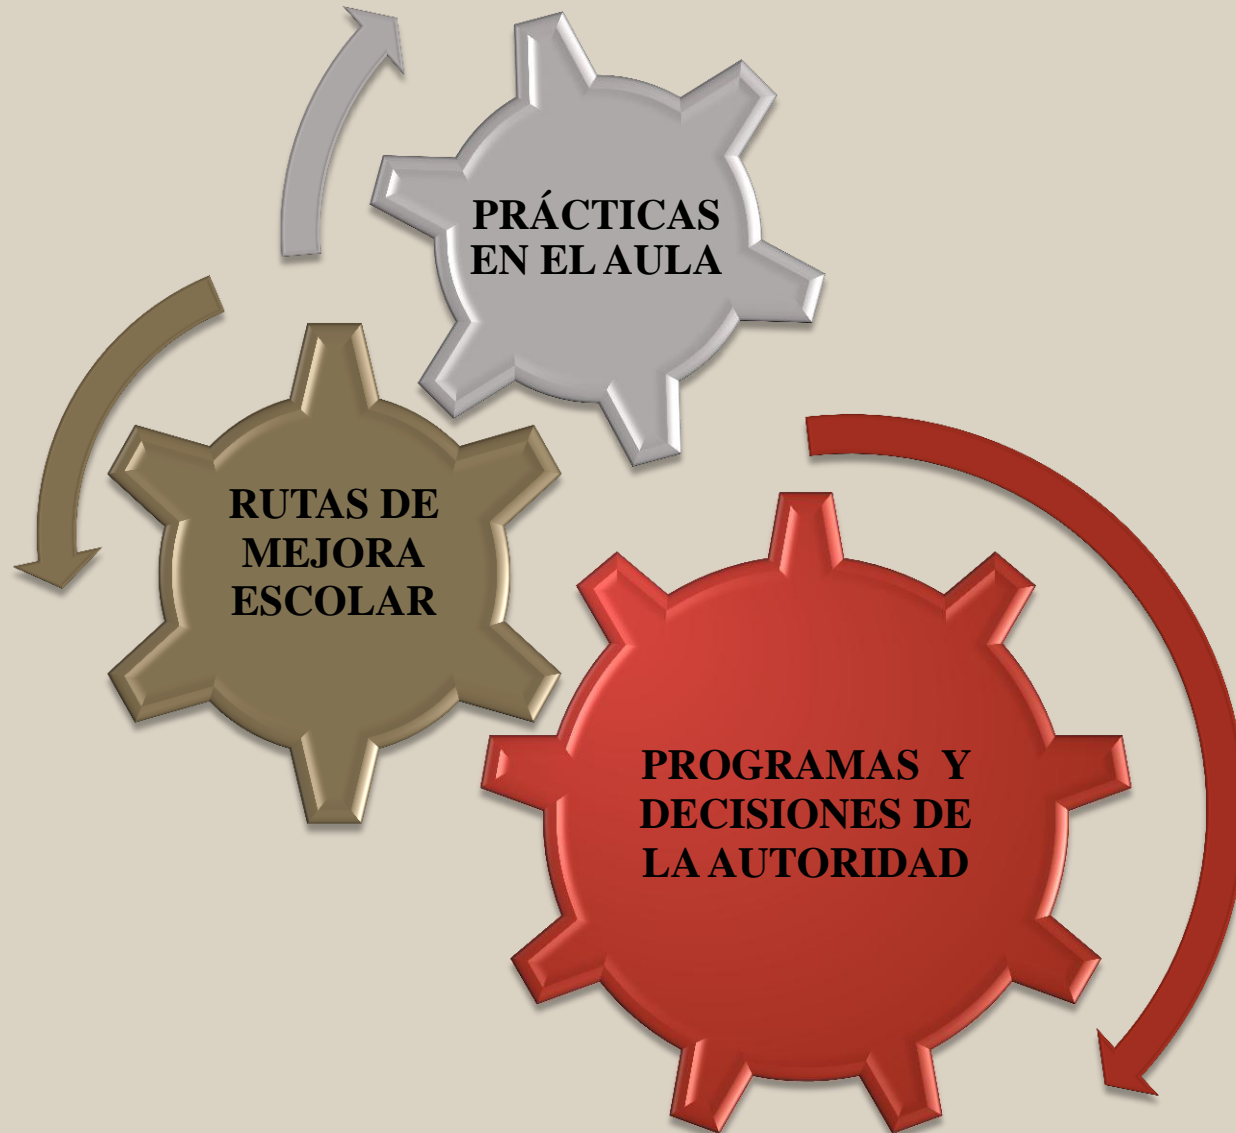 PRÁCTICAS
EN EL AULA
RUTAS DE
MEJORA
ESCOLAR
PROGRAMAS Y
DECISIONES DE
LA AUTORIDAD